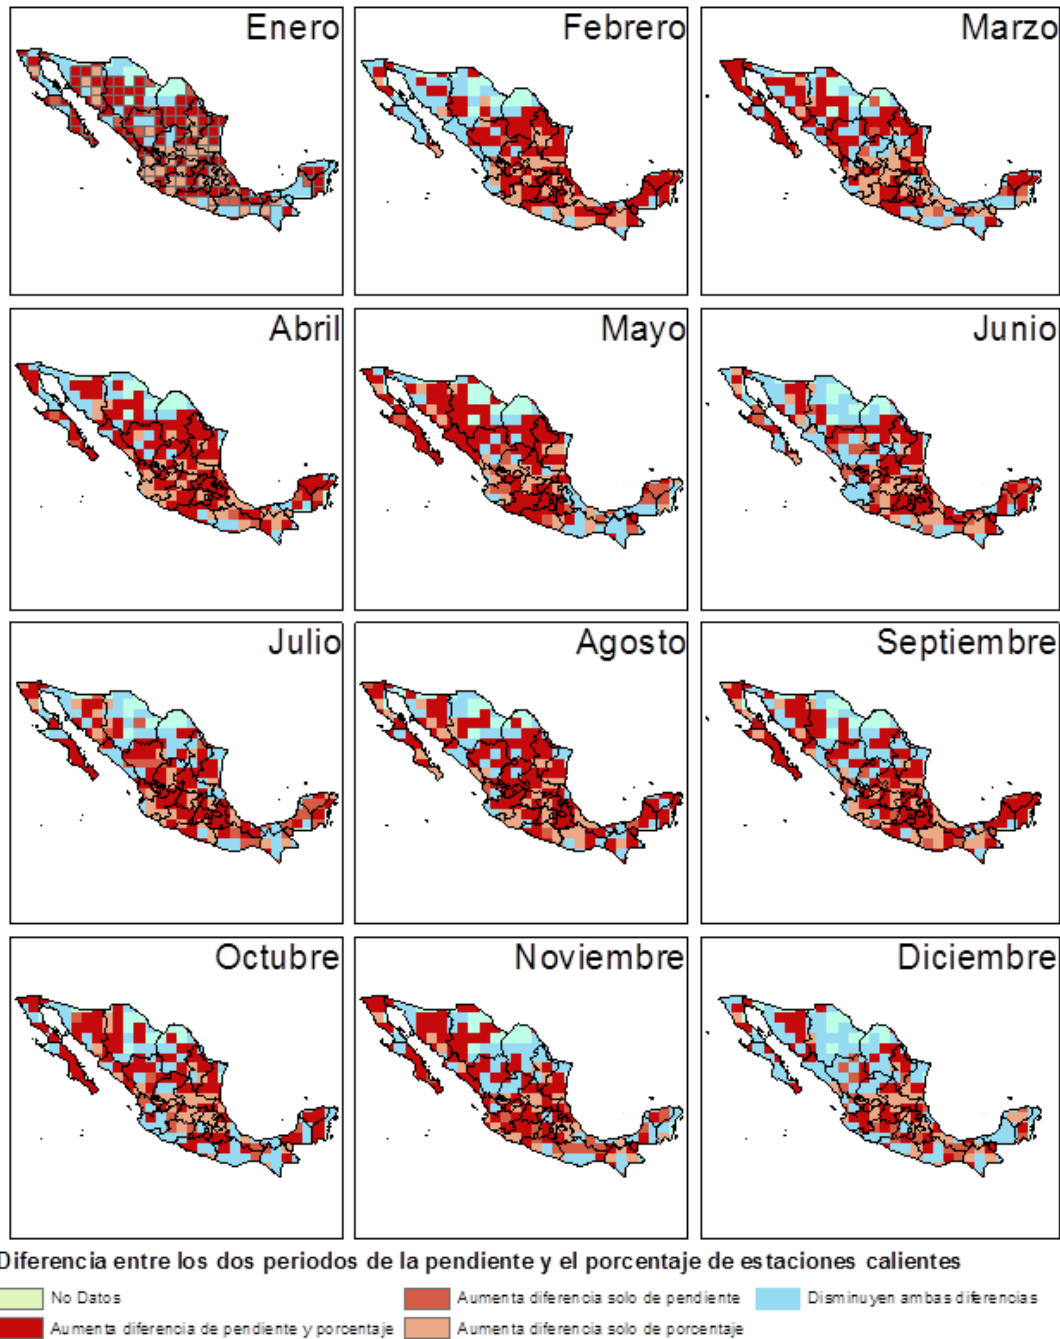 Enero
Febrero
Marzo
Abril
Mayo
Junio
Julio
Agosto
Septiembre
Octubre
Noviembre
Diciembre
Diferencia entre los dos periodos de la pendiente y el porcentaje de estaciones calientes
No Datos
Aumenta diferencia solo de pendiente
Disminuyen ambas diferencias
Aumenta diferencia de pendiente y porcentaje
Aumenta diferencia solo de porcentaje